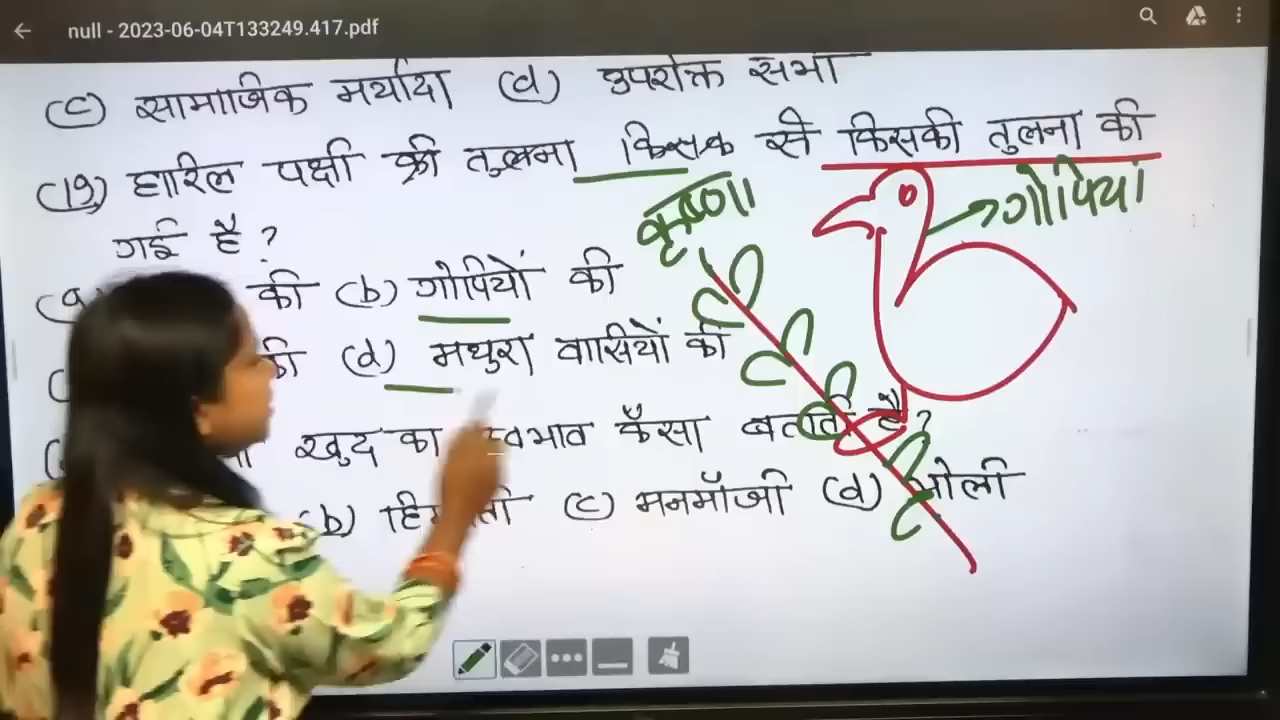 null - 2023-06-04T133249.417.pdf
(c) सामाजिक मर्यादा (d) उपरोक्त सभी
(19) हारिल पक्षी की तुलना किसक से किसकी तुलना की
गई है ?
कृष्णा
गोपियां
(a) की (b) गोपियों की
की (d) मथुरा वासियों की
खुद का स्वभाव कैसा बताती है ?
(b) (c) मनमौजी (d) भोली